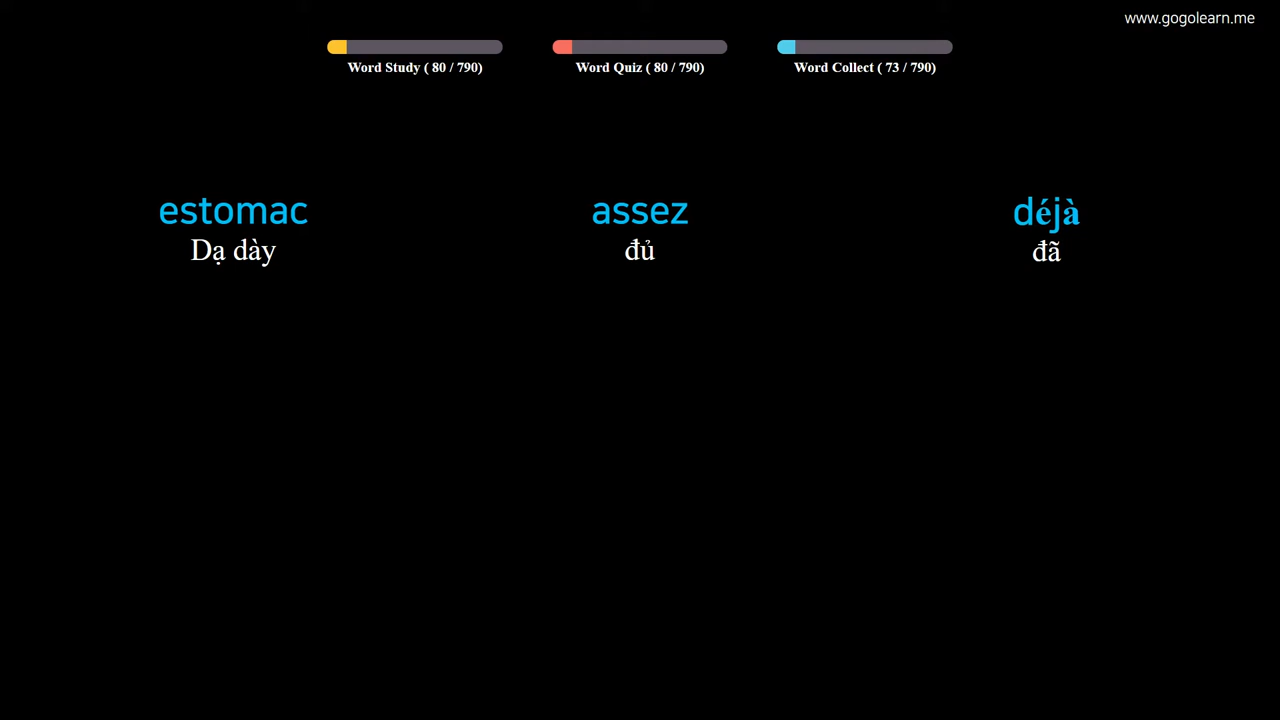 www.gogolearn.me
Word Study ( 80 / 790)
Word Quiz ( 80 / 790)
Word Collect ( 73 / 790)
estomac
Dạ dày
assez
đủ
déjà
đã